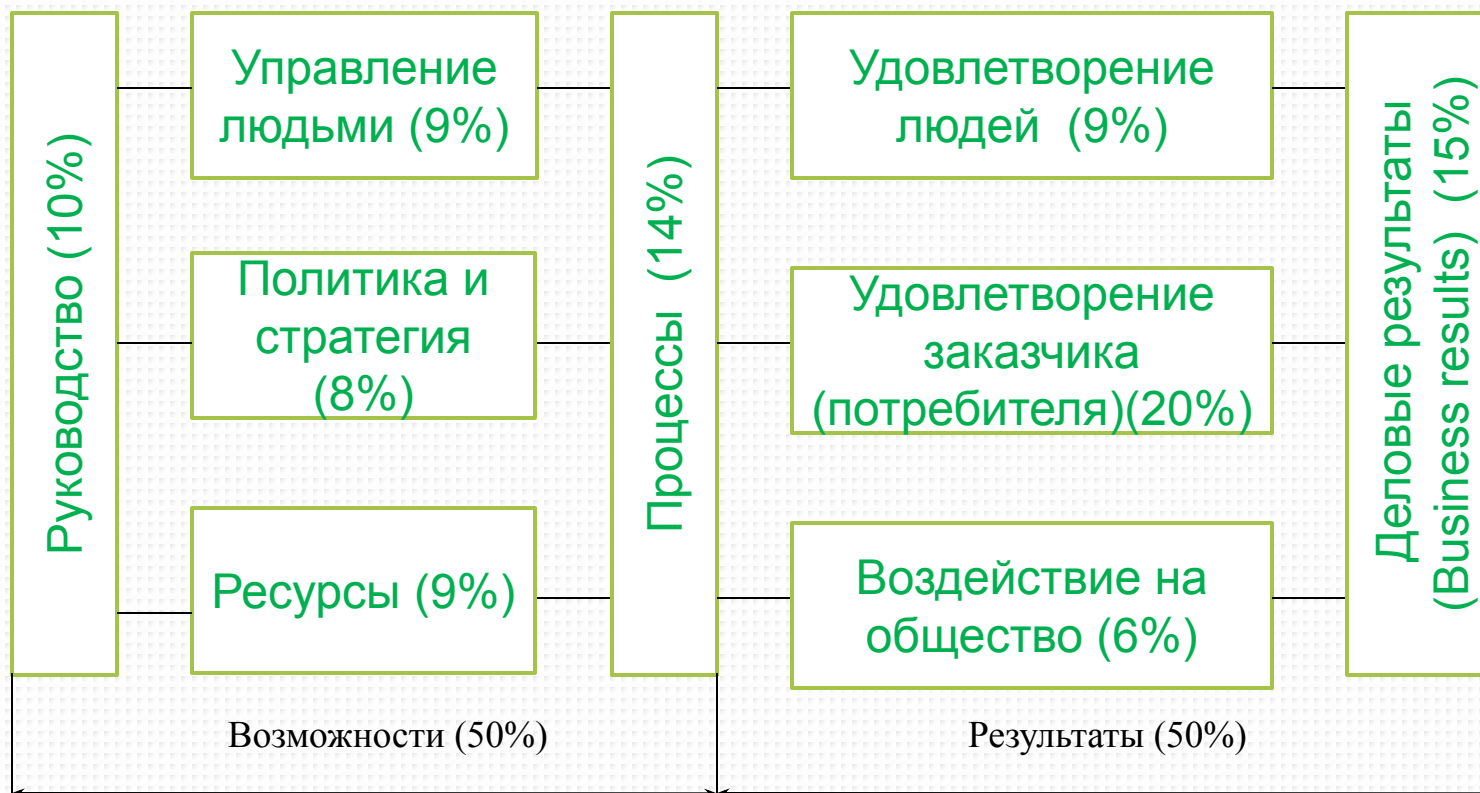 Руководство (10%)
Управление
людьми (9%)
Политика и
стратегия
(8%)
Ресурсы (9%)
Процессы (14%)
Удовлетворение
людей (9%)
Удовлетворение
заказчика
(потребителя)(20%)
Воздействие на
общество (6%)
Деловые результаты
(Business results) (15%)
Возможности (50%)
Результаты (50%)